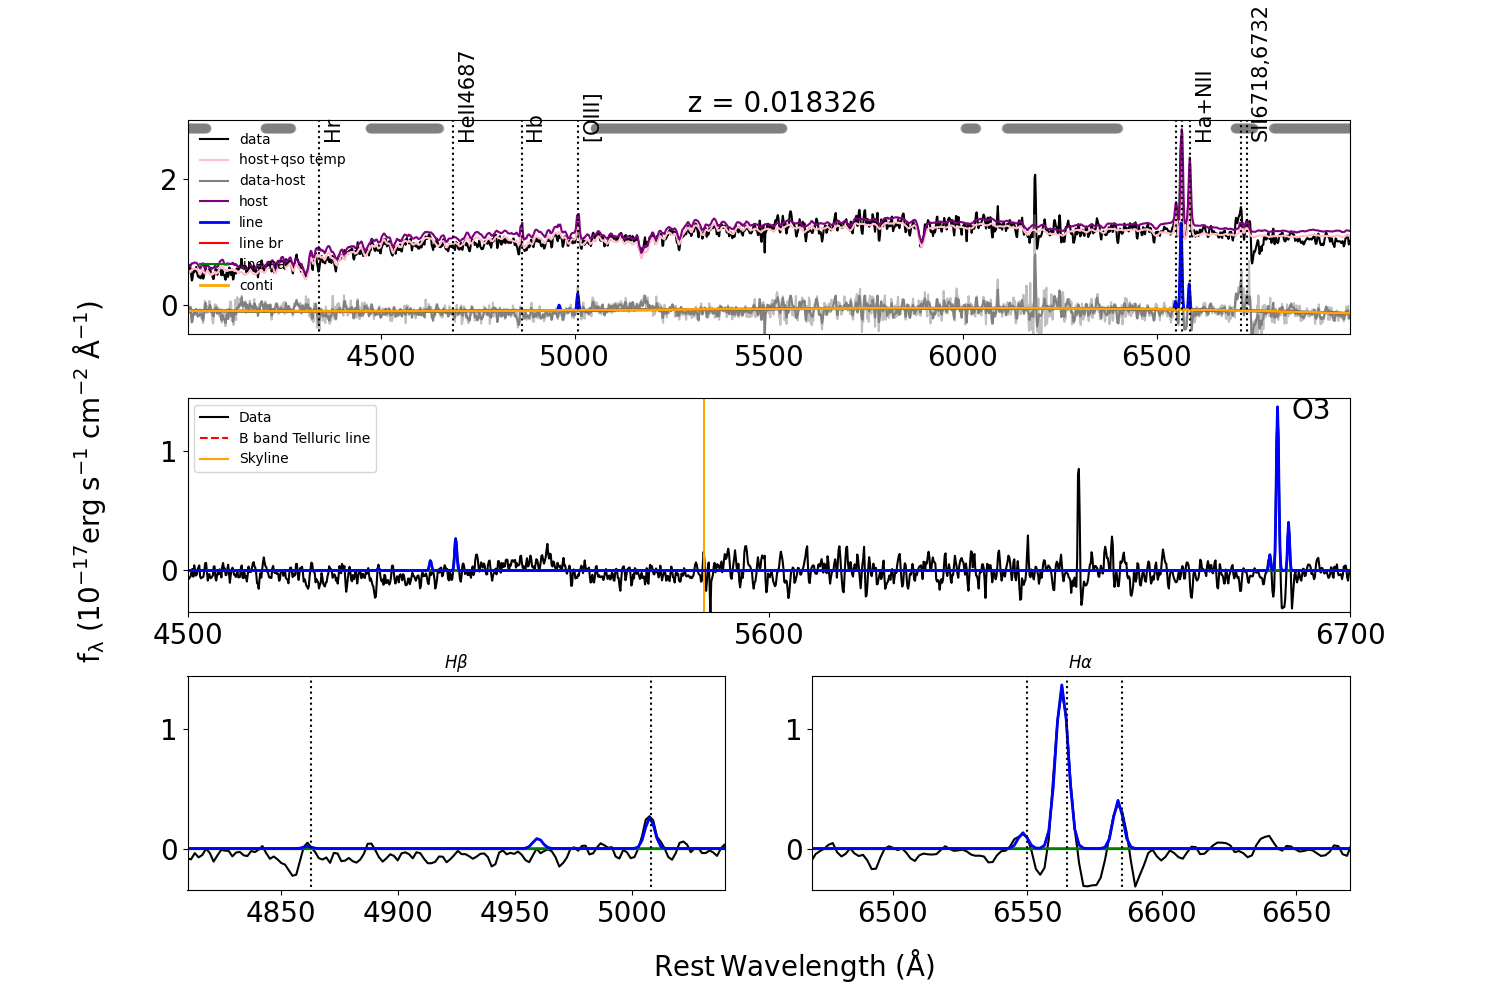 z = 0.018326
Hr
HeII4687
Hb
[OIII]
Ha+NII
SII6718,6732
data
host+qso temp
data-host
host
line
line br
conti
2
0
4500
5000
5500
6000
6500
fλ (10−17erg s−1 cm−2 Å−1)
Data
B band Telluric line
Skyline
O3
1
0
4500
5600
6700
Hβ
1
0
4850
4900
4950
5000
Hα
1
0
6500
6550
6600
6650
Rest Wavelength (Å)